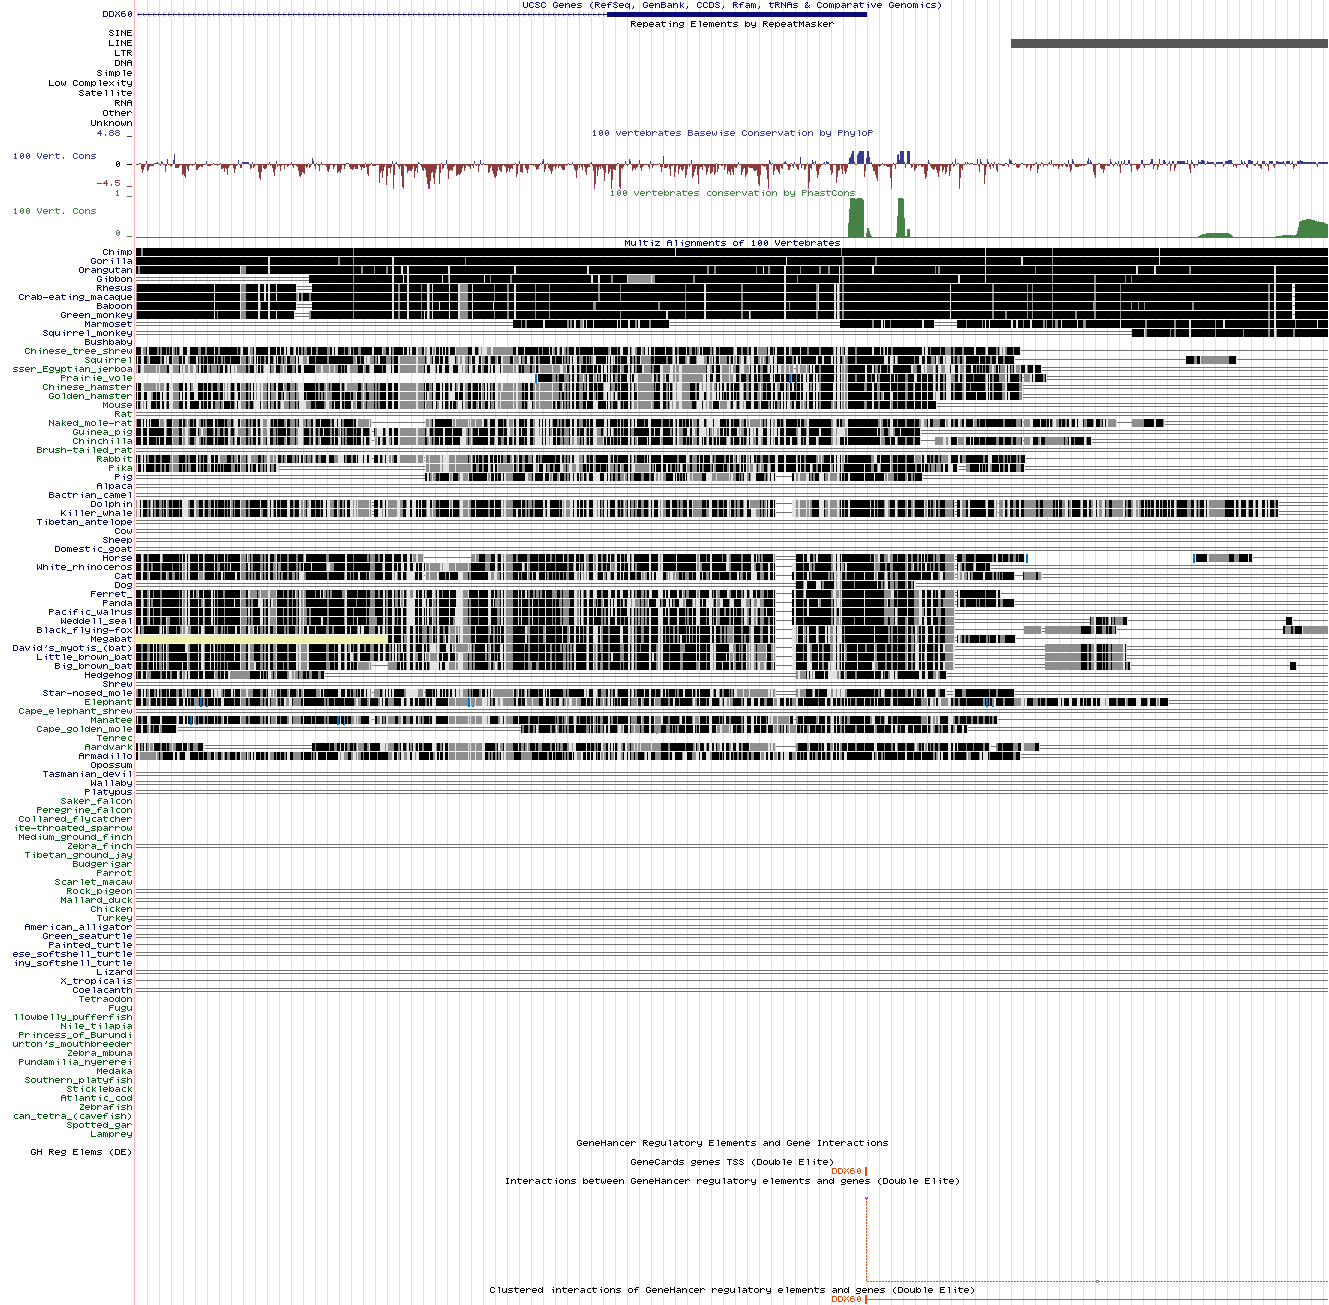 UCSC Genes (RefSeq, GenBank, CCDS, Rfam, tRNAs & Comparative Genomics)
DDX60
Repeating Elements by RepeatMasker
SINE
LINE
LTR
DNA
Simple
Low Complexity
Satellite
RNA
Other
Unknown
4.88 _
100 vertebrates Basewise Conservation by PhyloP
100 Vert. Cons
0 _
-4.5 _
1 _
100 vertebrates conservation by PhastCons
100 Vert. Cons
0 _
Multiz Alignments of 100 Vertebrates
Chimp
Gorilla
Orangutan
Gibbon
Rhesus
Crab-eating_macaque
Baboon
Green_monkey
Marmoset
Squirrel_monkey
Bushbaby
Chinese_tree_shrew
Squirrel
sser_Egyptian_jerboa
Prairie_vole
Chinese_hamster
Golden_hamster
Mouse
Rat
Naked_mole-rat
Guinea_pig
Chinchilla
Brush-tailed_rat
Rabbit
Pika
Pig
Alpaca
Bactrian_camel
Dolphin
Killer_whale
Tibetan_antelope
Cow
Sheep
Domestic_goat
Horse
White_rhinoceros
Cat
Dog
Ferret_
Panda
Pacific_walrus
Weddell_seal
Black_flying-fox
Megabat
David's_myotis_(bat)
Little_brown_bat
Big_brown_bat
Hedgehog
Shrew
Star-nosed_mole
Elephant
Cape_elephant_shrew
Manatee
Cape_golden_mole
Tenrec
Aardvark
Armadillo
Opossum
Tasmanian_devil
Wallaby
Platypus
Saker_falcon
Peregrine_falcon
Collared_flycatcher
ite-throated_sparrow
Medium_ground_finch
Zebra_finch
Tibetan_ground_jay
Budgerigar
Parrot
Scarlet_macaw
Rock_pigeon
Mallard_duck
Chicken
Turkey
American_alligator
Green_seaturtle
Painted_turtle
ese_softshell_turtle
iny_softshell_turtle
Lizard
X_tropicalis
Coelacanth
Tetraodon
Fugu
llowbelly_pufferfish
Nile_tilapia
Princess_of_Burundi
urton's_mouthbreeder
Zebra_mbuna
Pundamilia_nyererei
Medaka
Southern_platyfish
Stickleback
Atlantic_cod
Zebrafish
can_tetra_(cavefish)
Spotted_gar
Lamprey
GeneHancer Regulatory Elements and Gene Interactions
GH Reg Elems (DE)
GeneCards genes TSS (Double Elite)
DDX60
Interactions between GeneHancer regulatory elements and genes (Double Elite)
Clustered interactions of GeneHancer regulatory elements and genes (Double Elite)
DDX60